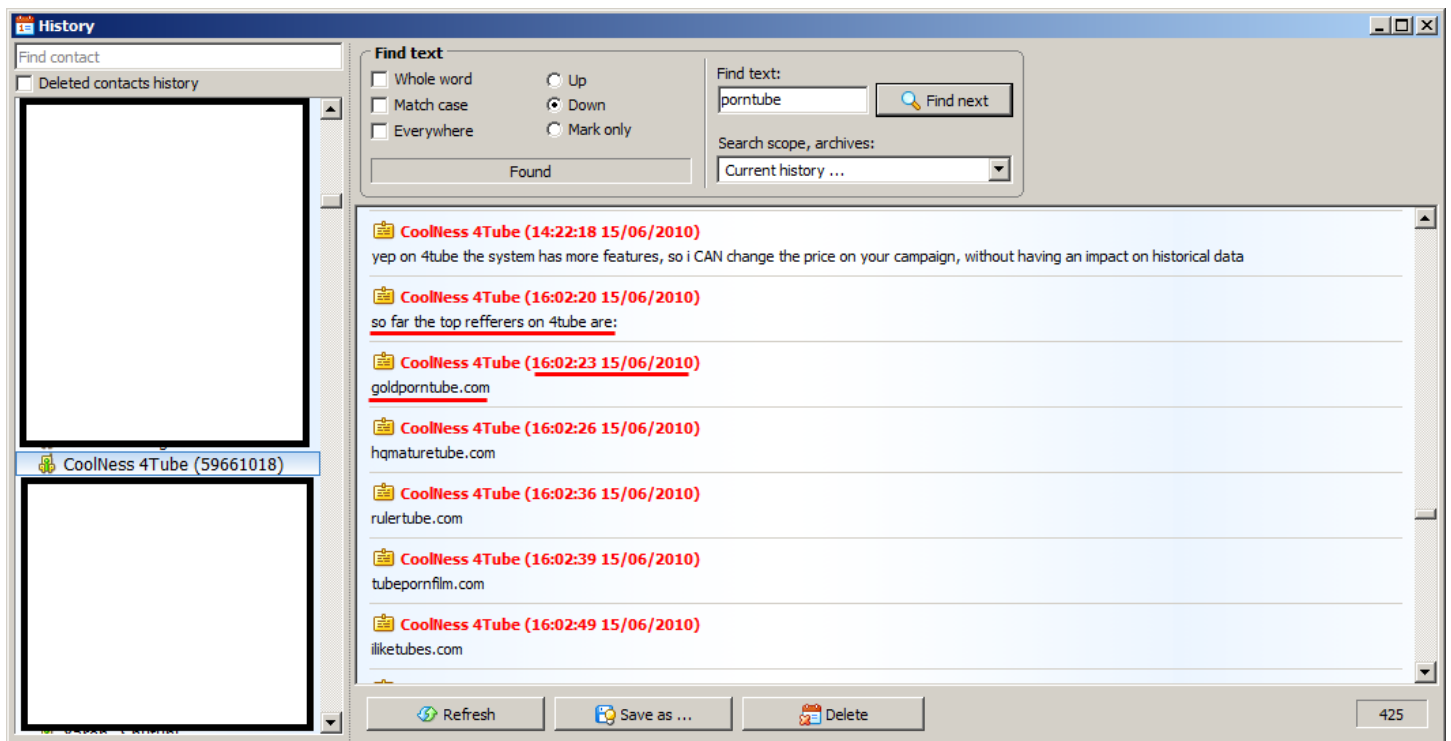 History
Find contact
Deleted contacts history
CoolNess 4Tube (59661018)
Find text
Whole word
Match case
Everywhere
Up
Down
Mark only
Found
Find text:
porntube
Find next
Search scope, archives:
Current history ...
CoolNess 4Tube (14:22:18 15/06/2010)
yep on 4tube the system has more features, so i CAN change the price on your campaign, without having an impact on historical data
CoolNess 4Tube (16:02:20 15/06/2010)
so far the top refferers on 4tube are:
CoolNess 4Tube (16:02:23 15/06/2010)
goldporntube.com
CoolNess 4Tube (16:02:26 15/06/2010)
hqmaturetube.com
CoolNess 4Tube (16:02:36 15/06/2010)
rulertube.com
CoolNess 4Tube (16:02:39 15/06/2010)
tubepornfilm.com
CoolNess 4Tube (16:02:49 15/06/2010)
iliketubes.com
Refresh
Save as ...
Delete
425